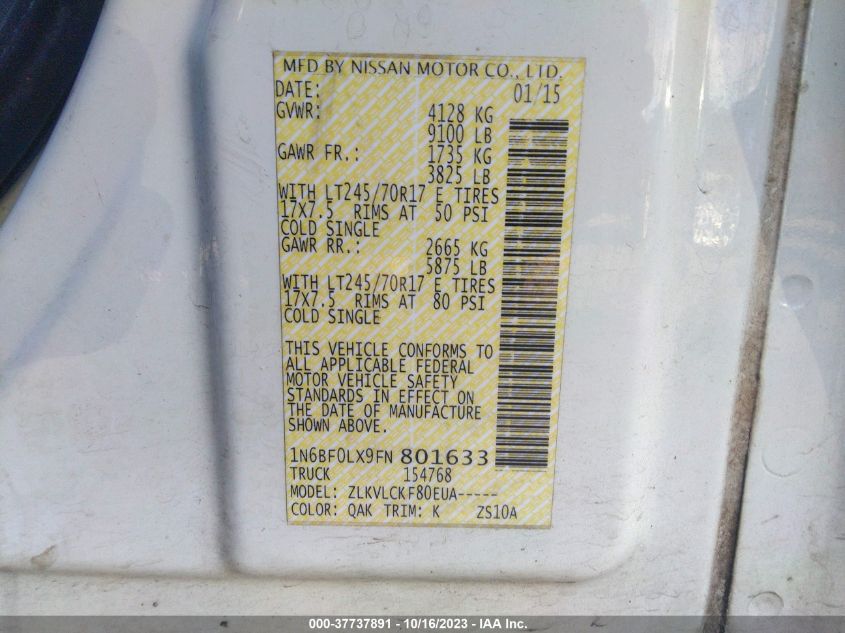 MFD BY NISSAN MOTOR CO., LTD.
DATE: 01/15
GVWR: 4128 KG
9100 LB
GAWR FR.: 1735 KG
3825 LB
WITH LT245/70R17 E TIRES
17X7.5 RIMS AT 50 PSI
COLD SINGLE
GAWR RR.: 2665 KG
5875 LB
WITH LT245/70R17 E TIRES
17X7.5 RIMS AT 80 PSI
COLD SINGLE
THIS VEHICLE CONFORMS TO
ALL APPLICABLE FEDERAL
MOTOR VEHICLE SAFETY
STANDARDS IN EFFECT ON
THE DATE OF MANUFACTURE
SHOWN ABOVE.
1N6BF0LX9FN 801633
TRUCK 154768
MODEL: ZLKVLCKF80EUA-----
COLOR: QAK TRIM: K ZS10A
000-37737891 - 10/16/2023 - IAA Inc.